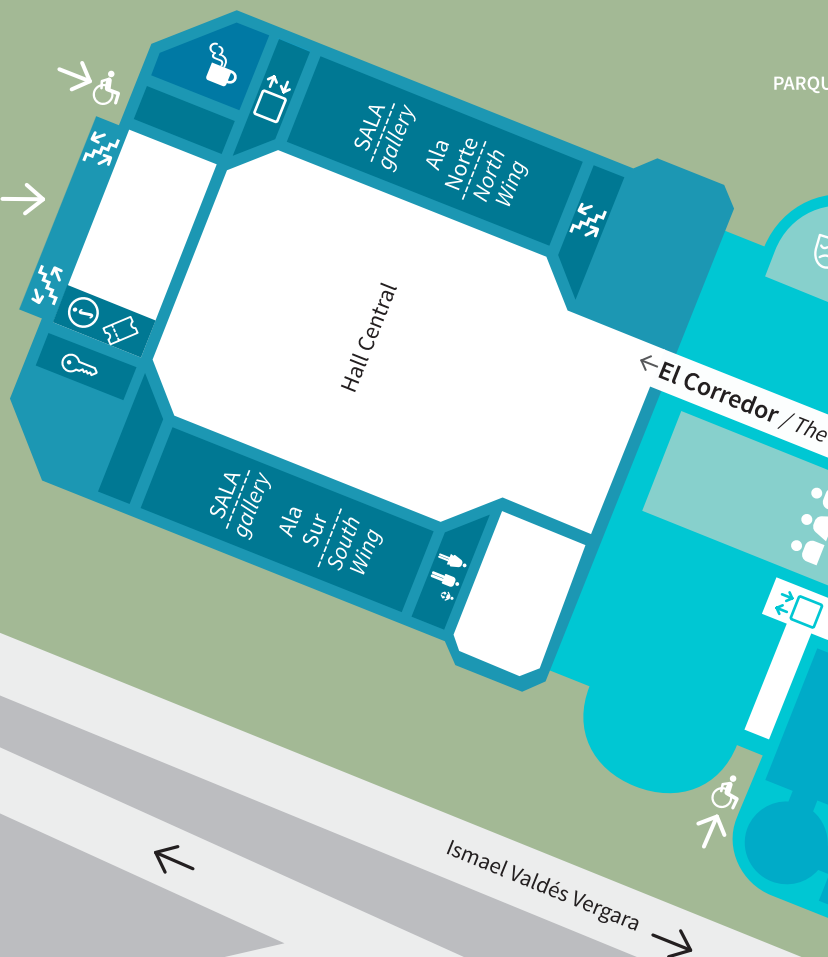 PARQU
SALA
gallery
Ala
Norte
North
Wing
Hall Central
El Corredor / The
SALA
gallery
Ala
Sur
South
Wing
Ismael Valdés Vergara